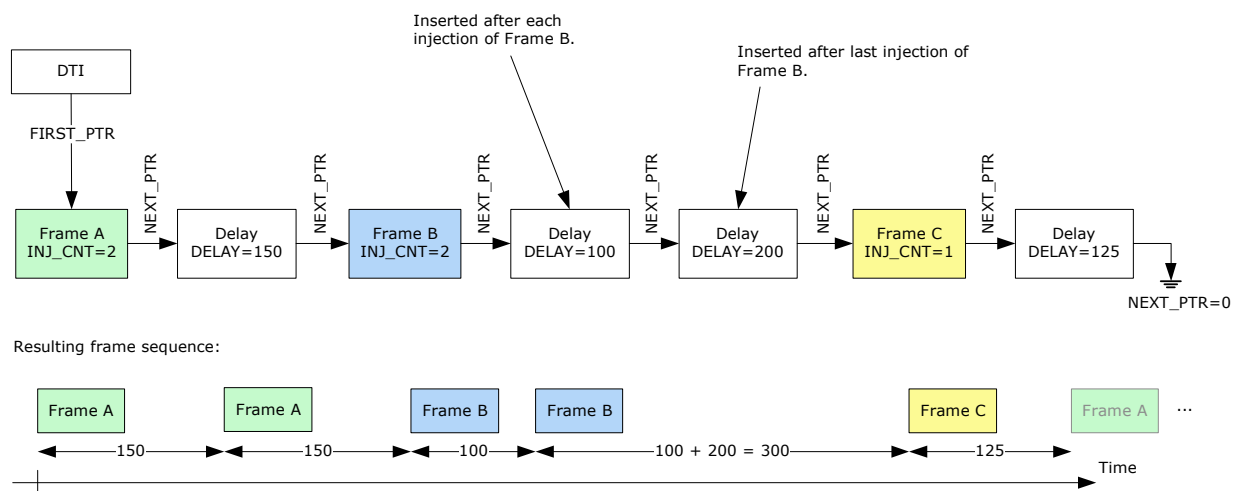 Inserted after each
injection of Frame B.
Inserted after last injection of
Frame B.
DTI
FIRST_PTR
NEXT_PTR
NEXT_PTR
NEXT_PTR
NEXT_PTR
NEXT_PTR
NEXT_PTR
Frame A
INJ_CNT=2
Delay
DELAY=150
Frame B
INJ_CNT=2
Delay
DELAY=100
Delay
DELAY=200
Frame C
INJ_CNT=1
Delay
DELAY=125
NEXT_PTR=0
Resulting frame sequence:
Frame A
Frame A
Frame B
Frame B
Frame C
Frame A
...
150
150
100
100 + 200 = 300
125
Time